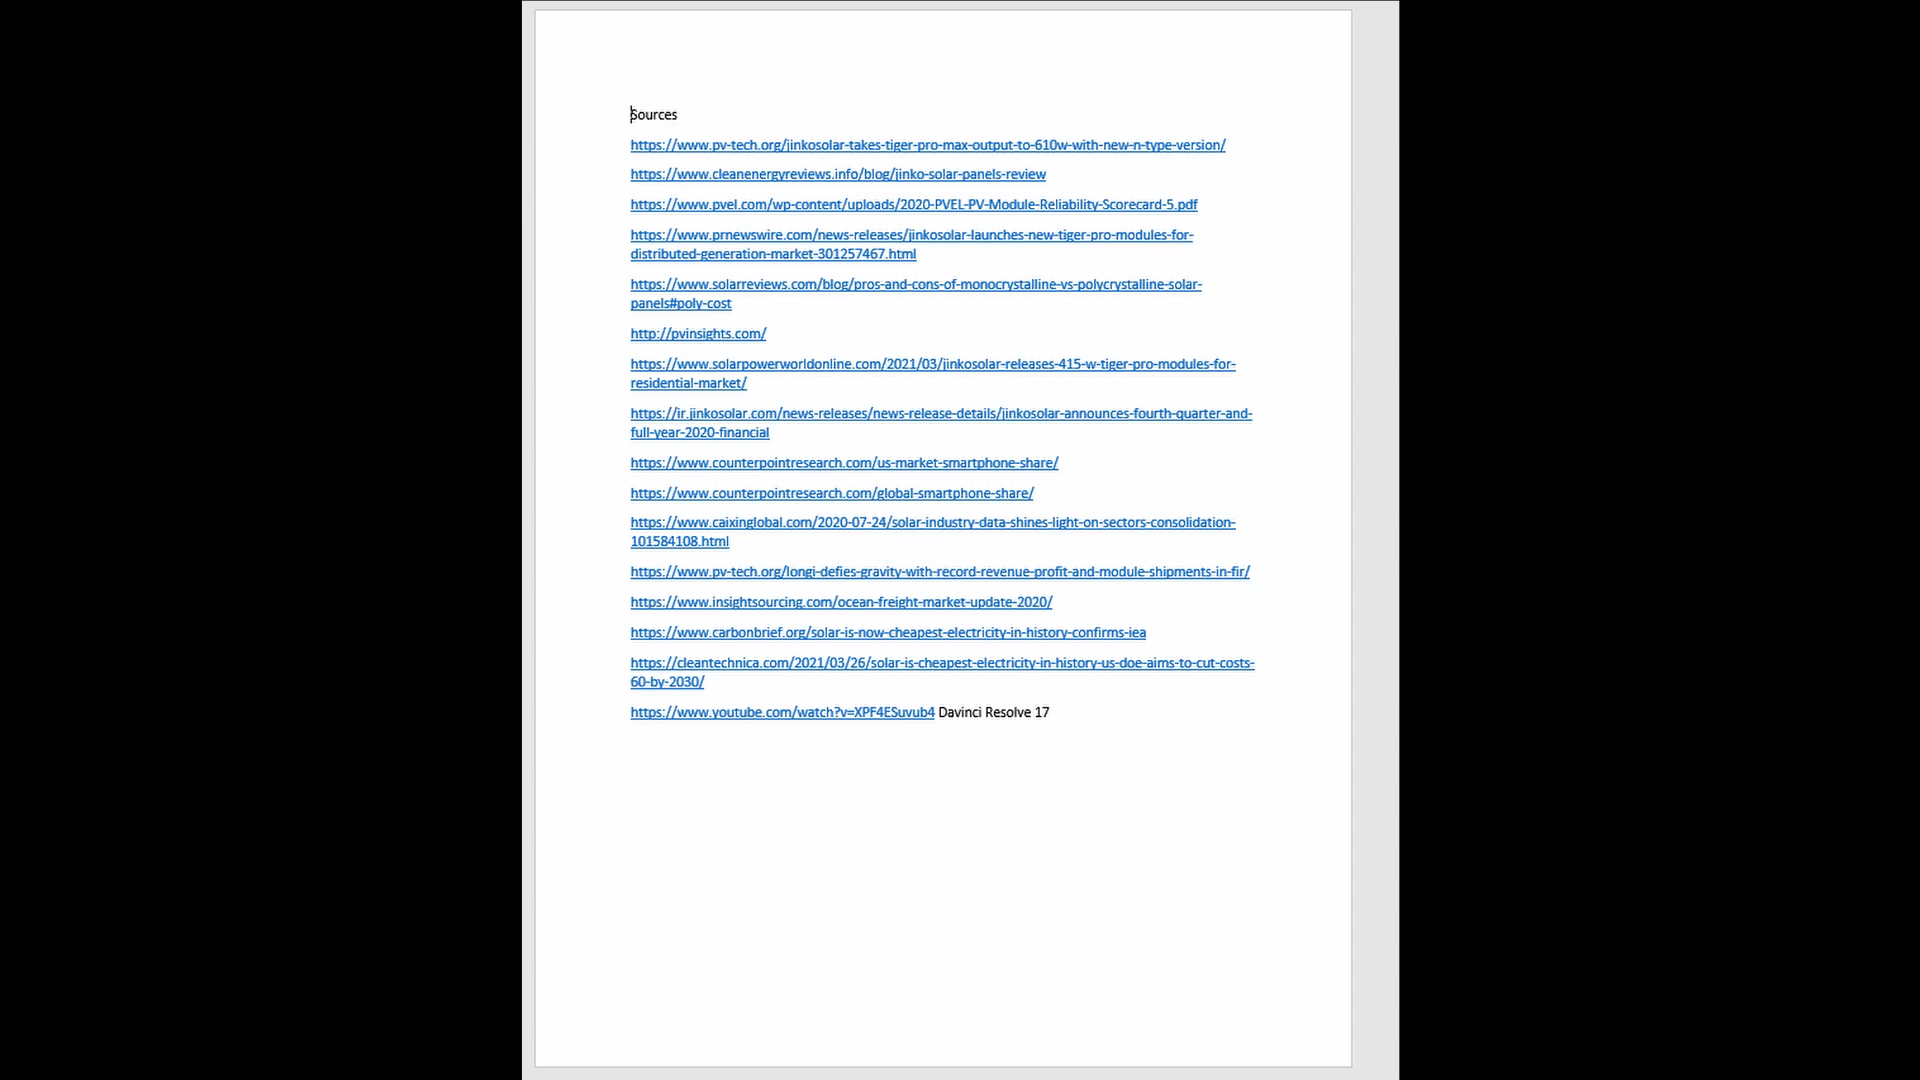 Sources
https://www.pv-tech.org/jinkosolar-takes-tiger-pro-max-output-to-610w-with-new-n-type-version/
https://www.cleanenergyreviews.info/blog/jinko-solar-panels-review
https://www.pvel.com/wp-content/uploads/2020-PVEL-PV-Module-Reliability-Scorecard-5.pdf
https://www.prnewswire.com/news-releases/jinkosolar-launches-new-tiger-pro-modules-for-
distributed-generation-market-301257467.html
https://www.solarreviews.com/blog/pros-and-cons-of-monocrystalline-vs-polycrystalline-solar-
panels#poly-cost
http://pvinsights.com/
https://www.solarpowerworldonline.com/2021/03/jinkosolar-releases-415-w-tiger-pro-modules-for-
residential-market/
https://ir.jinkosolar.com/news-releases/news-release-details/jinkosolar-announces-fourth-quarter-and-
full-year-2020-financial
https://www.counterpointresearch.com/us-market-smartphone-share/
https://www.counterpointresearch.com/global-smartphone-share/
https://www.caixinglobal.com/2020-07-24/solar-industry-data-shines-light-on-sectors-consolidation-
101584108.html
https://www.pv-tech.org/longi-defies-gravity-with-record-revenue-profit-and-module-shipments-in-fir/
https://www.insightsourcing.com/ocean-freight-market-update-2020/
https://www.carbonbrief.org/solar-is-now-cheapest-electricity-in-history-confirms-iea
https://cleantechnica.com/2021/03/26/solar-is-cheapest-electricity-in-history-us-doe-aims-to-cut-costs-
60-by-2030/
https://www.youtube.com/watch?v=XPF4ESuvub4 Davinci Resolve 17